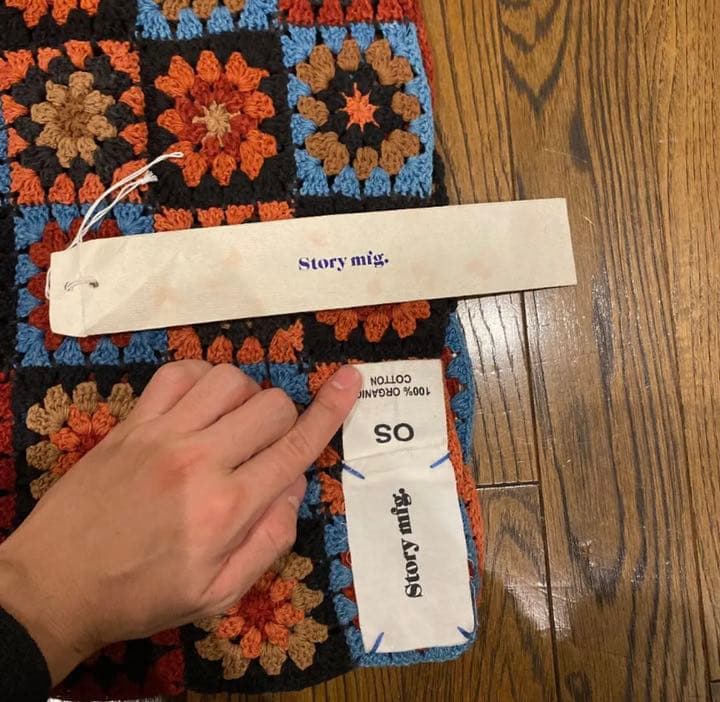 Story mfg.
100% ORGANIC
COTTON
OS
Story mfg.